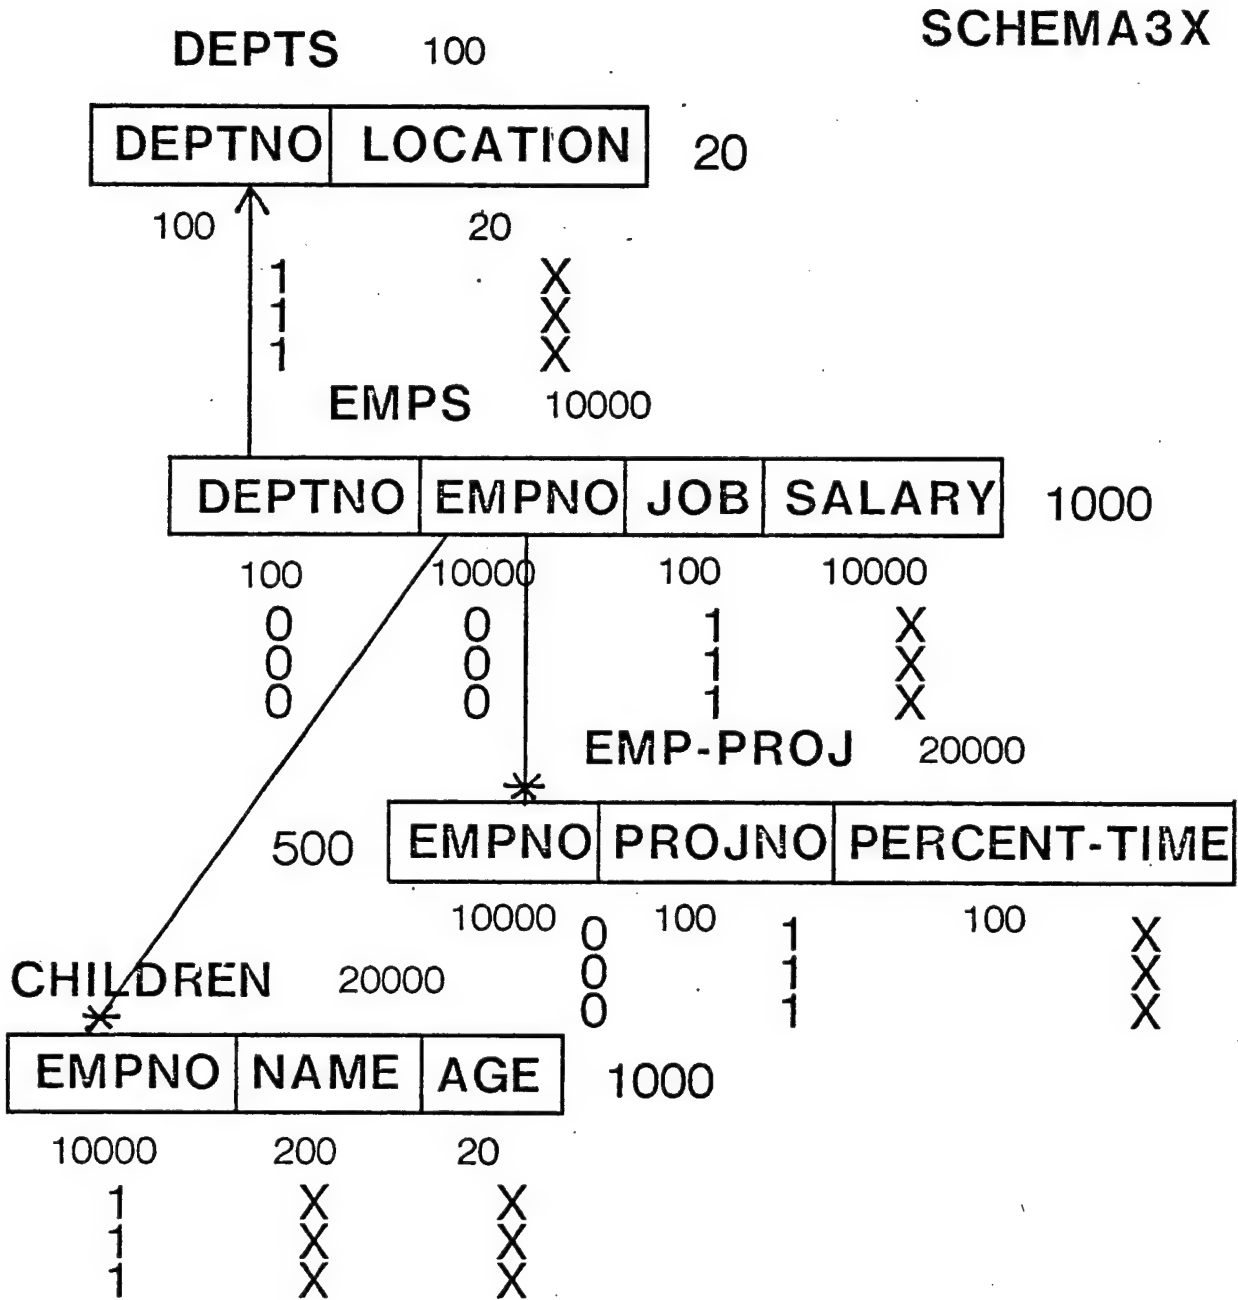 SCHEMA3X
DEPTS 100
DEPTNO LOCATION 20
100 20
1 X
1 X
1 X
EMPS 10000
DEPTNO EMPNO JOB SALARY 1000
100 10000 100 10000
0 0 1 X
0 0 1 X
0 0 1 X
EMP-PROJ 20000
500 EMPNO PROJNO PERCENT-TIME
10000 0 100 1 100 X
0 1 X
0 1 X
CHILDREN 20000
EMPNO NAME AGE 1000
10000 200 20
1 X X
1 X X
1 X X